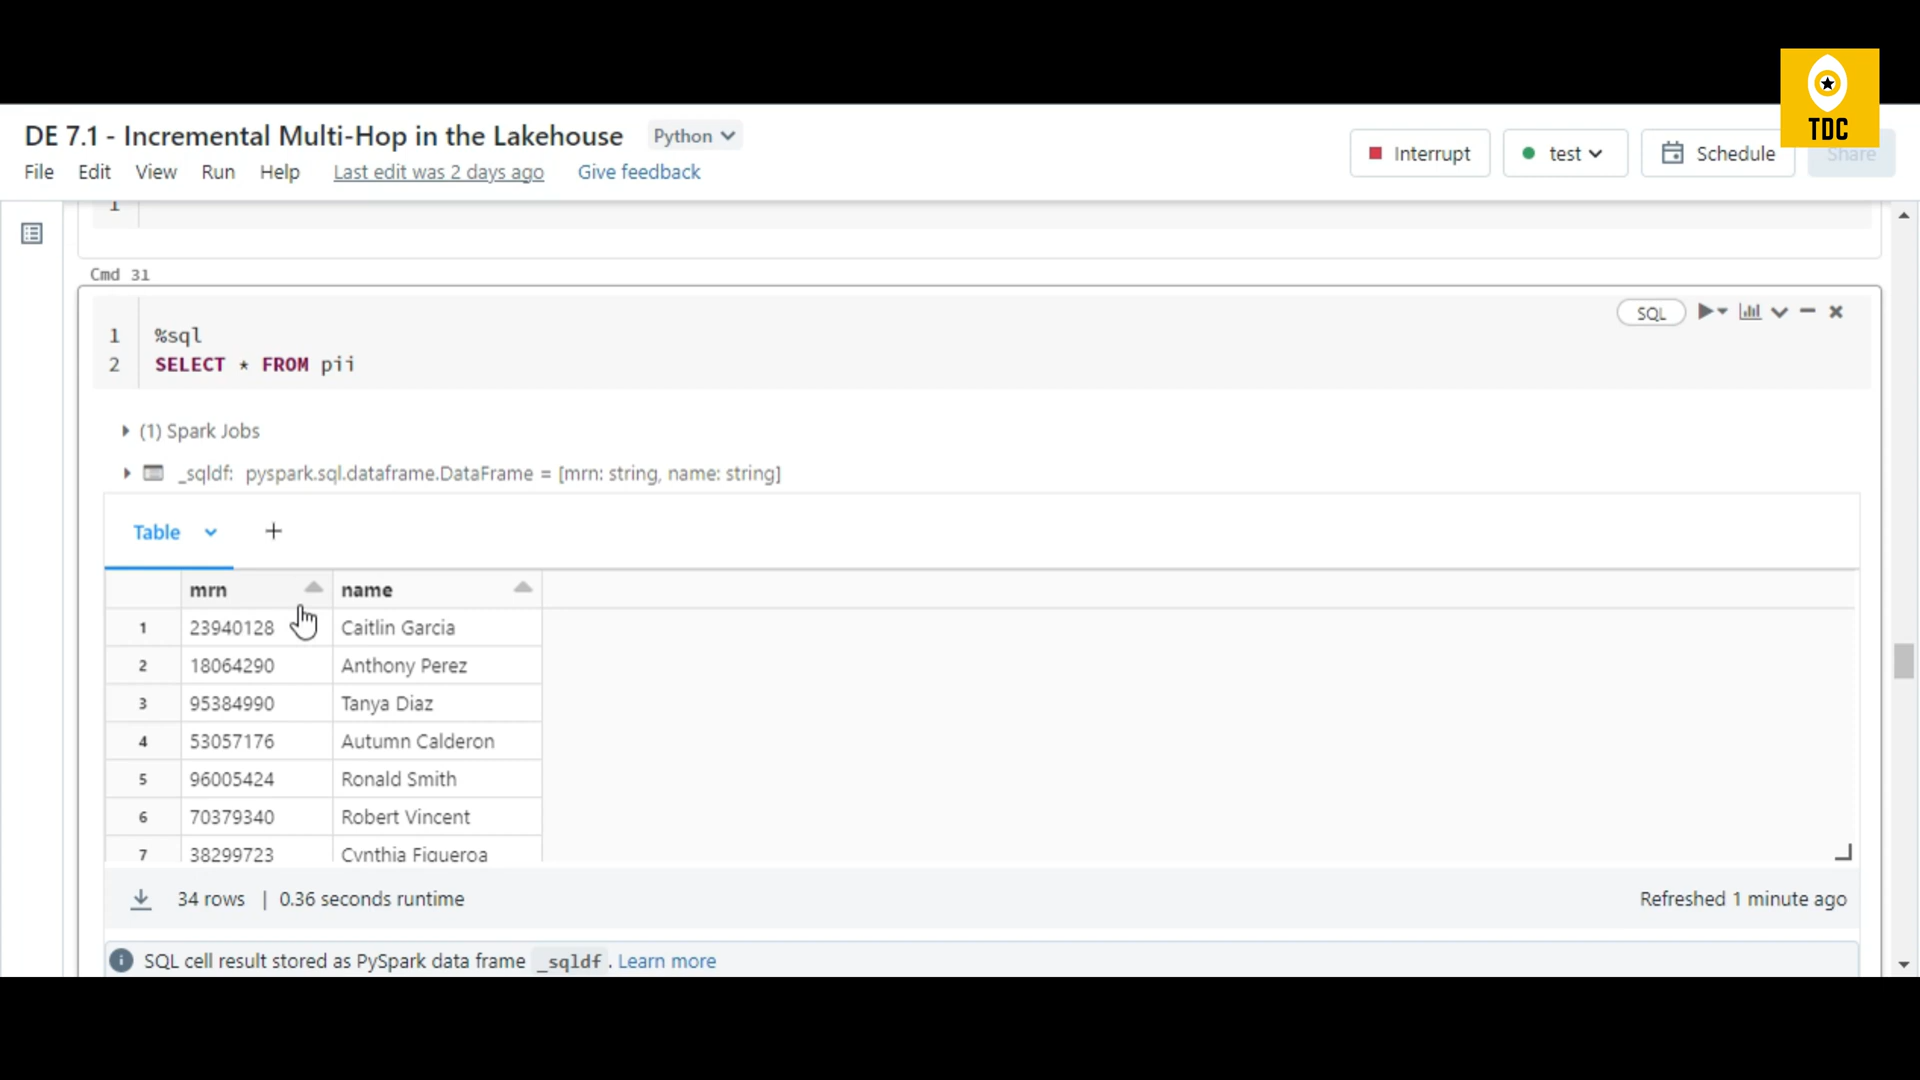 TDC
DE 7.1 - Incremental Multi-Hop in the Lakehouse Python
Interrupt test Schedule Share
File Edit View Run Help Last edit was 2 days ago Give feedback
1
Cmd 31
SQL
1 %sql
2 SELECT * FROM pii
(1) Spark Jobs
_sqldf: pyspark.sql.dataframe.DataFrame = [mrn: string, name: string]
Table +
mrn name
1 23940128 Caitlin Garcia
2 18064290 Anthony Perez
3 95384990 Tanya Diaz
4 53057176 Autumn Calderon
5 96005424 Ronald Smith
6 70379340 Robert Vincent
7 38299723 Cynthia Figueroa
34 rows | 0.36 seconds runtime Refreshed 1 minute ago
SQL cell result stored as PySpark data frame _sqldf. Learn more